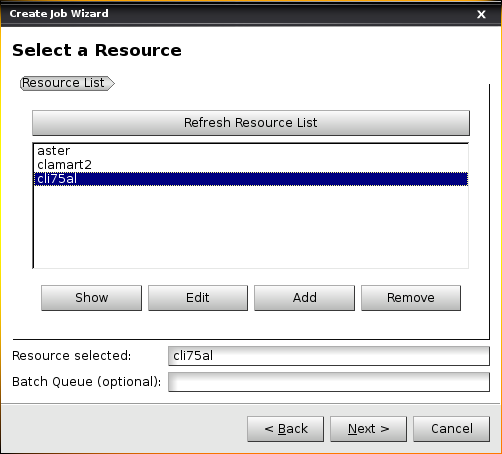 Create Job Wizard
Select a Resource
Resource List
Refresh Resource List
aster
clamart2
cli75al
Show Edit Add Remove
Resource selected: cli75al
Batch Queue (optional):
< Back Next > Cancel